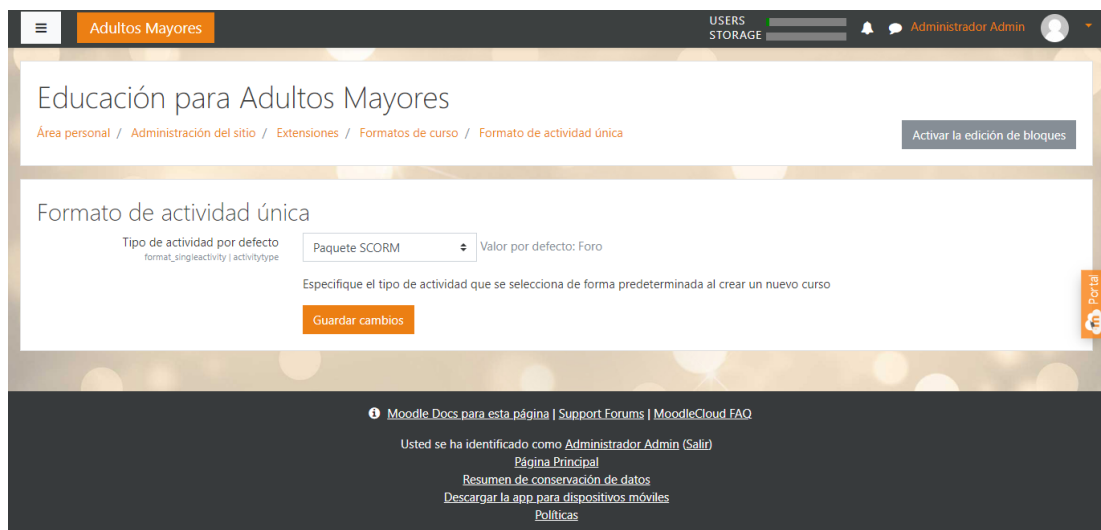 Adultos Mayores
USERS
STORAGE
Administrador Admin
Educación para Adultos Mayores
Área personal / Administración del sitio / Extensiones / Formatos de curso / Formato de actividad única
Activar la edición de bloques
Formato de actividad única
Tipo de actividad por defecto
format_singleactivity | activitytype
Paquete SCORM
Valor por defecto: Foro
Especifique el tipo de actividad que se selecciona de forma predeterminada al crear un nuevo curso
Guardar cambios
Portal
Moodle Docs para esta página | Support Forums | MoodleCloud FAQ
Usted se ha identificado como Administrador Admin (Salir)
Página Principal
Resumen de conservación de datos
Descargar la app para dispositivos móviles
Políticas